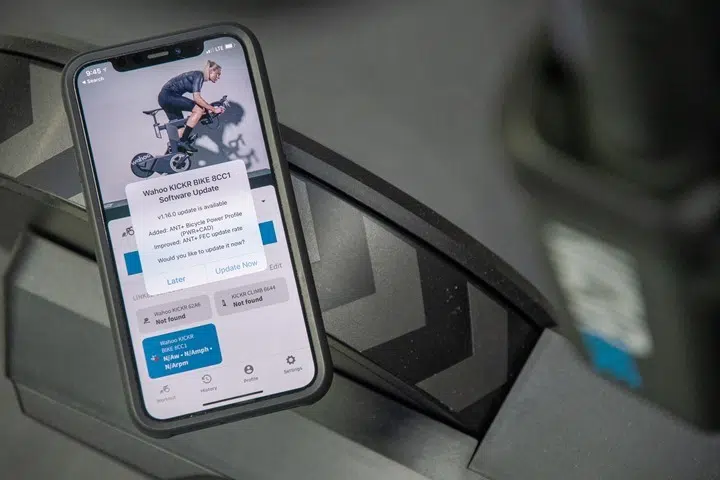 9:45
LTE
Search
Wahoo KICKR BIKE 8CC1
Software Update
v1.16.0 update is available
Added: ANT+ Bicycle Power Profile
(PWR+CAD)
Improved: ANT+ FEC update rate
Would you like to update it now?
Later
Update Now
Edit
Wahoo KICKR 6286
Not found
KICKR CLIMB 6644
Not found
Wahoo KICKR
BIKE 8CC1
N/Aw • N/Amph •
N/Arpm
Workout
History
Profile
Settings